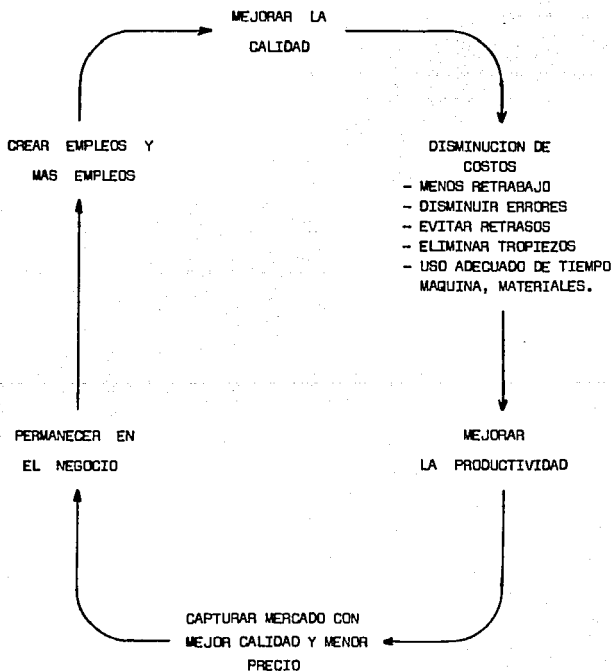 MEJORAR LA
CALIDAD
DISMINUCION DE
COSTOS
- MENOS RETRABAJO
- DISMINUIR ERRORES
- EVITAR RETRASOS
- ELIMINAR TROPIEZOS
- USO ADECUADO DE TIEMPO
MAQUINA, MATERIALES.
MEJORAR
LA PRODUCTIVIDAD
CAPTURAR MERCADO CON
MEJOR CALIDAD Y MENOR
PRECIO
PERMANECER EN
EL NEGOCIO
CREAR EMPLEOS Y
MAS EMPLEOS